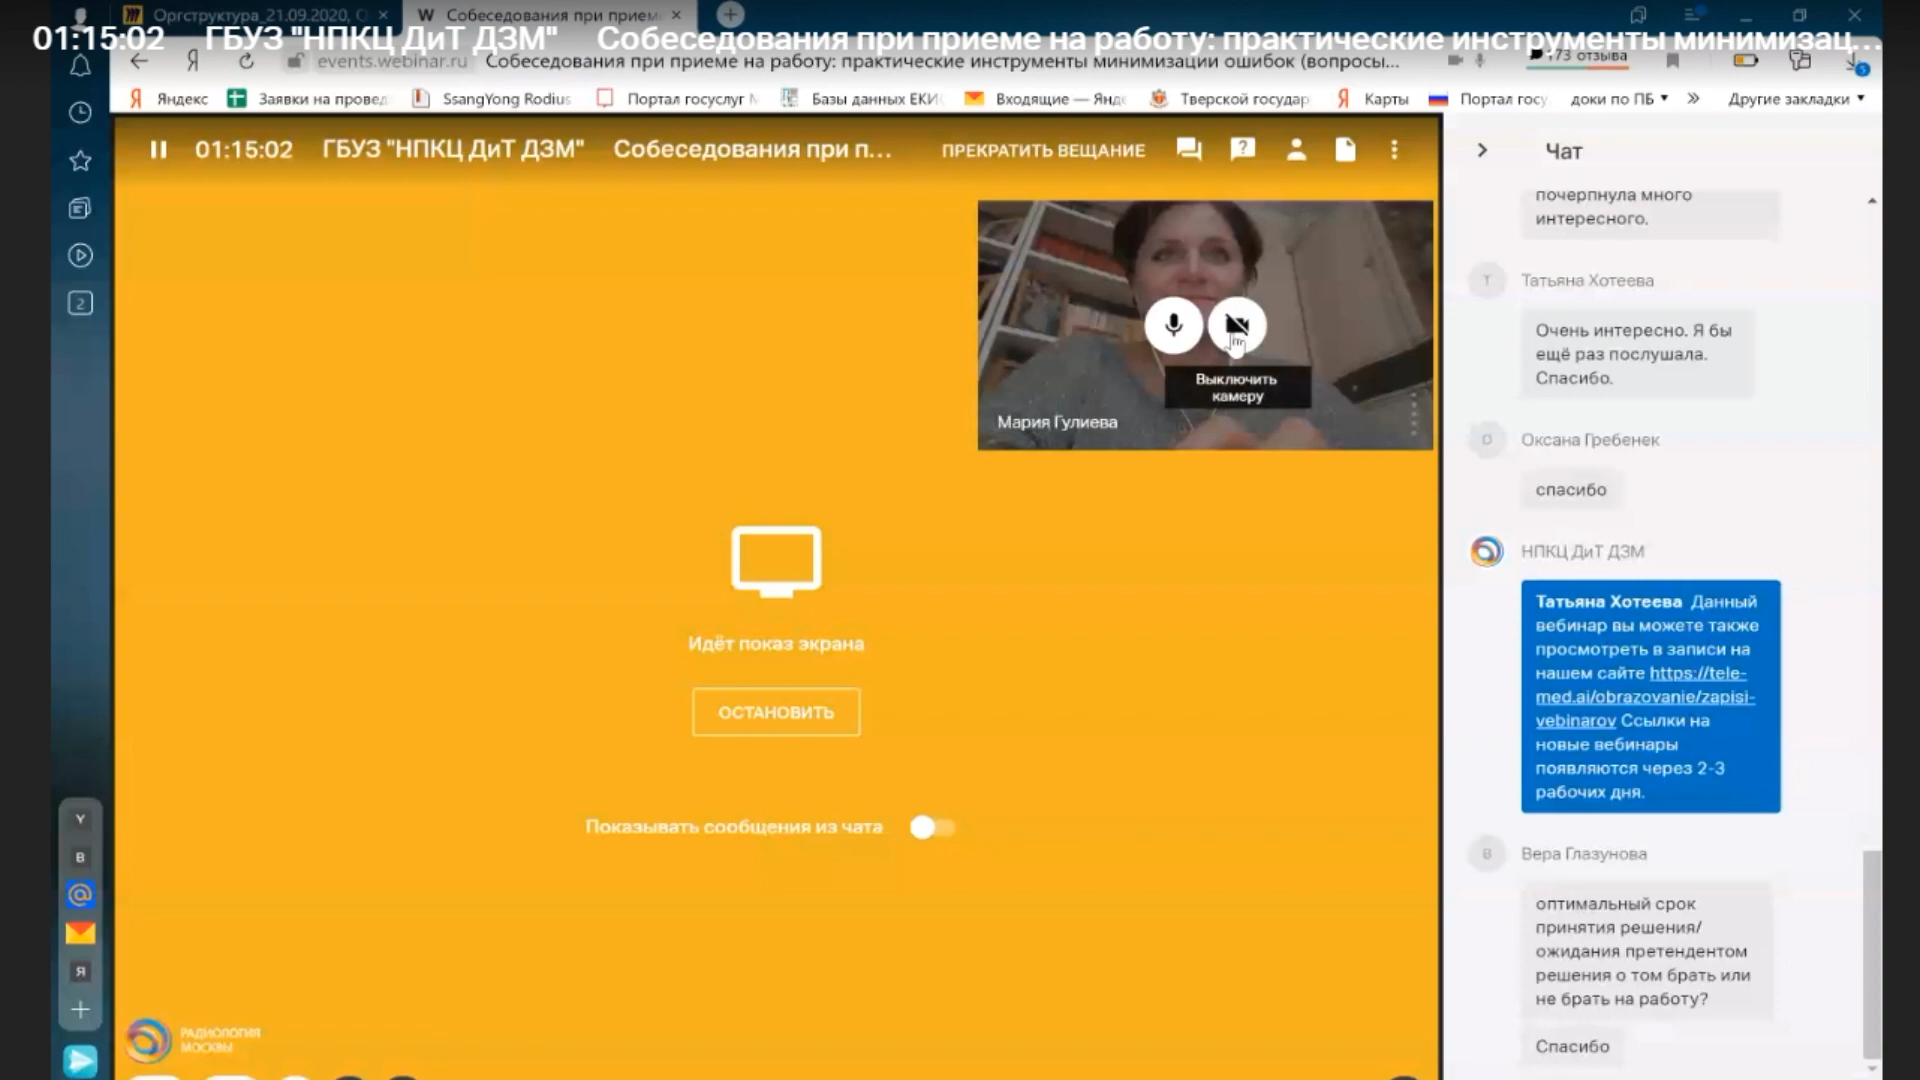 Оргструктура_21.09.2020, О
W Собеседования при прием
01:15:02 ГБУЗ "НПКЦ ДиТ ДЗМ" Собеседования при приеме на работу: практические инструменты минимизац...
events.webinar.ru Собеседования при приеме на работу: практические инструменты минимизации ошибок (вопросы...
73 отзыва
Яндекс
Заявки на провед
SsangYong Rodius
Портал госуслуг М
Базы данных ЕКИ
Входящие — Янд
Тверской государ
Карты
Портал госу
доки по ПБ
Другие закладки
01:15:02 ГБУЗ "НПКЦ ДиТ ДЗМ" Собеседования при п...
ПРЕКРАТИТЬ ВЕЩАНИЕ
Выключить
камеру
Мария Гулиева
Идёт показ экрана
ОСТАНОВИТЬ
Показывать сообщения из чата
РАДИОЛОГИЯ
МОСКВЫ
2
Y
В
@
Я
Чат
почерпнула много
интересного.
Т
Татьяна Хотеева
Очень интересно. Я бы
ещё раз послушала.
Спасибо.
Оксана Гребенек
спасибо
НПКЦ ДиТ ДЗМ
Татьяна Хотеева Данный
вебинар вы можете также
просмотреть в записи на
нашем сайте https://tele-
med.ai/obrazovanie/zapisi-
vebinarov Ссылки на
новые вебинары
появляются через 2-3
рабочих дня.
В
Вера Глазунова
оптимальный срок
принятия решения/
ожидания претендентом
решения о том брать или
не брать на работу?
Спасибо